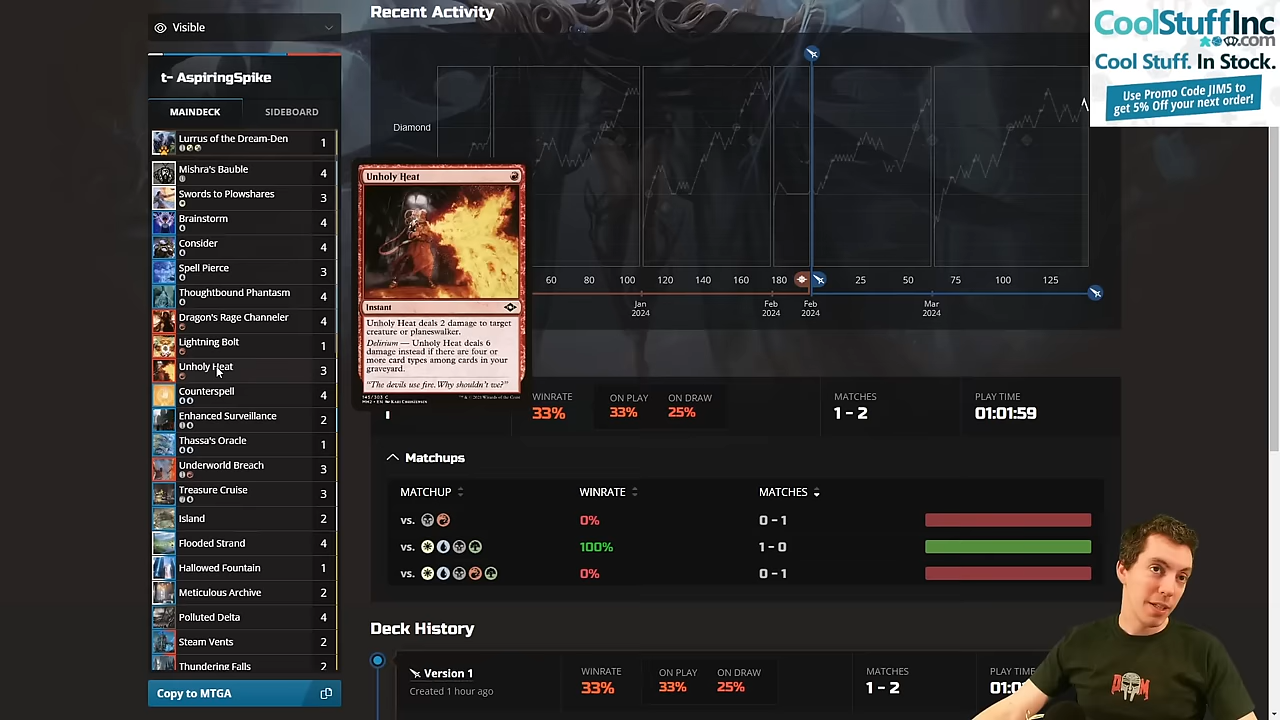 Visible
Recent Activity
CoolStuffInc
.com
Cool Stuff. In Stock.
Use Promo Code JIM5 to
get 5% Off your next order!
t- AspiringSpike
MAINDECK
SIDEBOARD
Lurrus of the Dream-Den
1
Mishra's Bauble
4
Swords to Plowshares
3
Brainstorm
4
Consider
4
Spell Pierce
3
Thoughtbound Phantasm
4
Dragon's Rage Channeler
4
Lightning Bolt
1
Unholy Heat
3
Counterspell
4
Enhanced Surveillance
2
Thassa's Oracle
1
Underworld Breach
3
Treasure Cruise
3
Island
2
Flooded Strand
4
Hallowed Fountain
1
Meticulous Archive
2
Polluted Delta
4
Steam Vents
2
Thundering Falls
2
Copy to MTGA
Diamond
Unholy Heat
Instant
Unholy Heat deals 2 damage to target
creature or planeswalker.
Delirium — Unholy Heat deals 6
damage instead if there are four or
more card types among cards in your
graveyard.
"The devils use fire. Why shouldn't we?"
60 80 100 120 140 160 180 25 50 75 100 125
Jan
2024
Feb
2024
Feb
2024
Mar
2024
WINRATE
33%
ON PLAY
33%
ON DRAW
25%
MATCHES
1 - 2
PLAY TIME
01:01:59
Matchups
MATCHUP WINRATE MATCHES
vs. 0% 0 - 1
vs. 100% 1 - 0
vs. 0% 0 - 1
Deck History
Version 1
Created 1 hour ago
WINRATE
33%
ON PLAY
33%
ON DRAW
25%
MATCHES
1 - 2
PLAY TIME